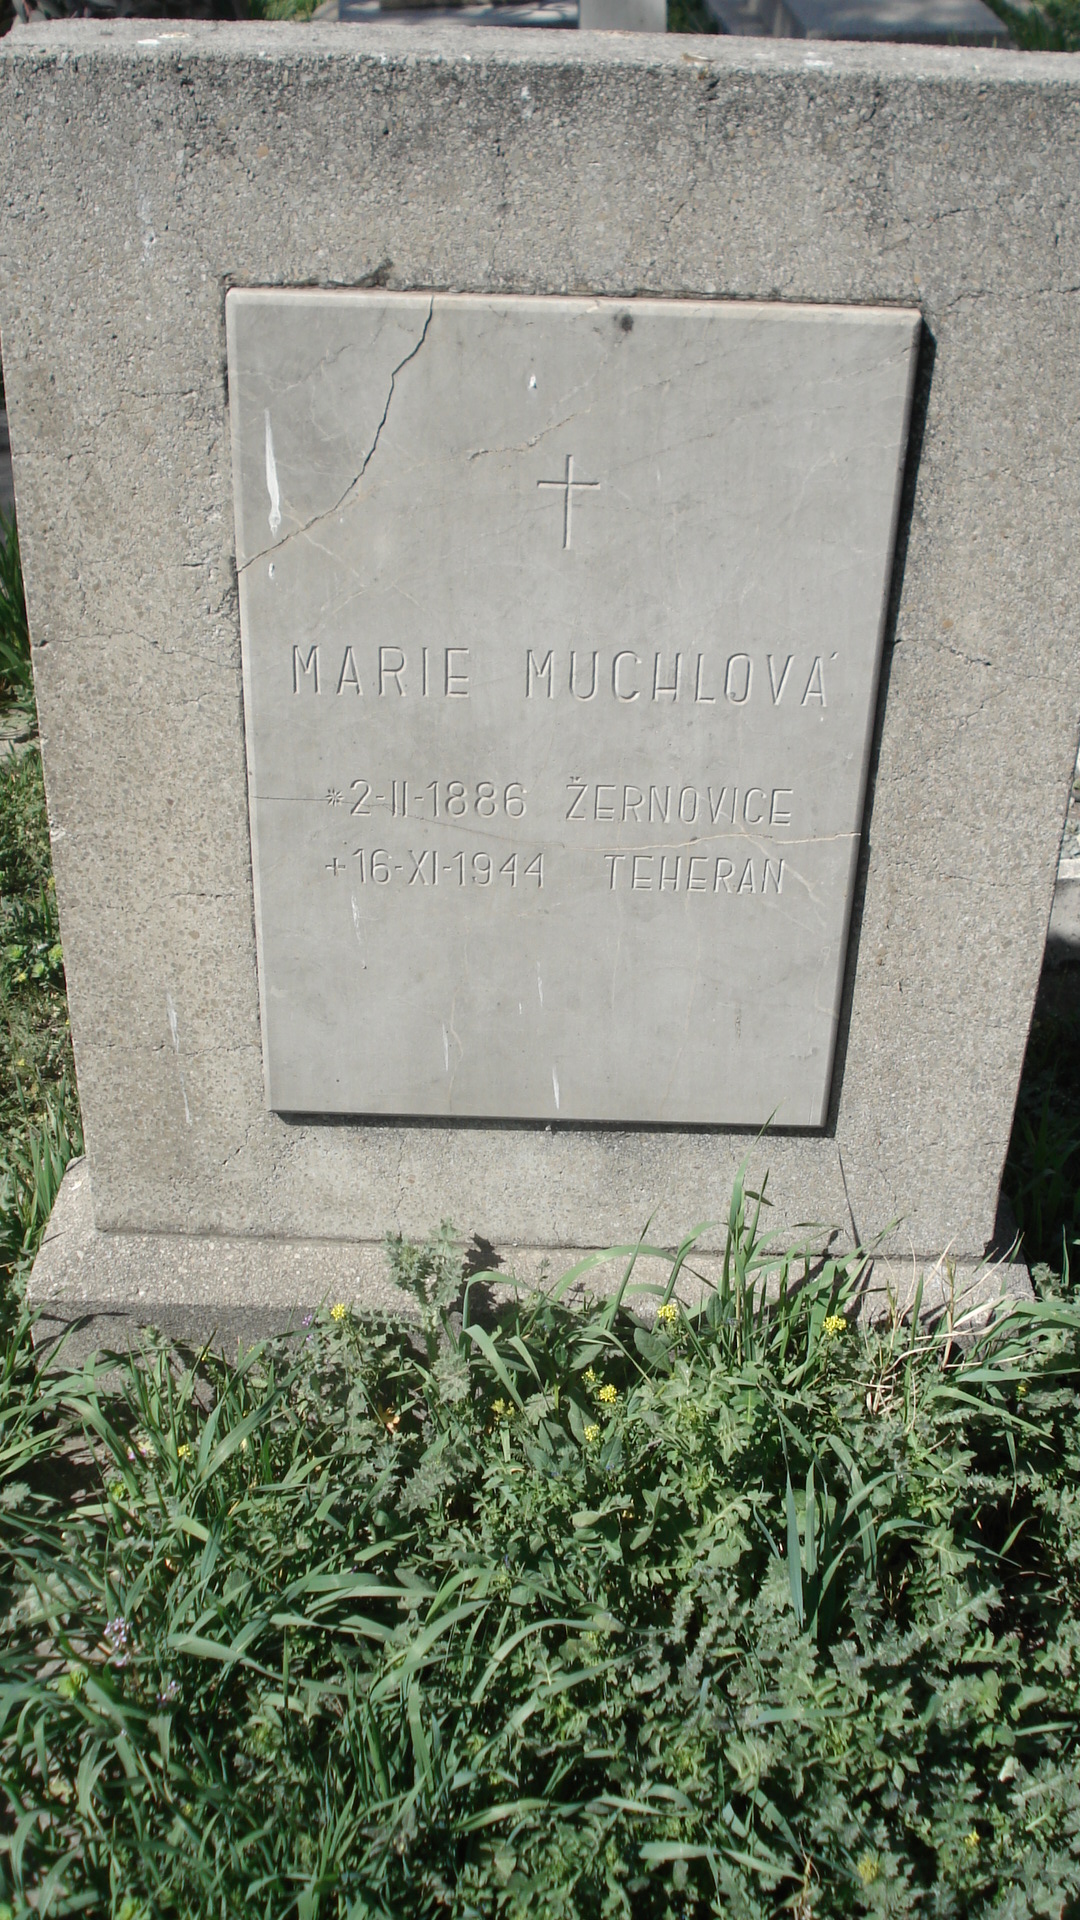 MARIE MUCHLOVÁ
*2-II-1886 ŽERNOVICE
+16-XI-1944 TEHERAN